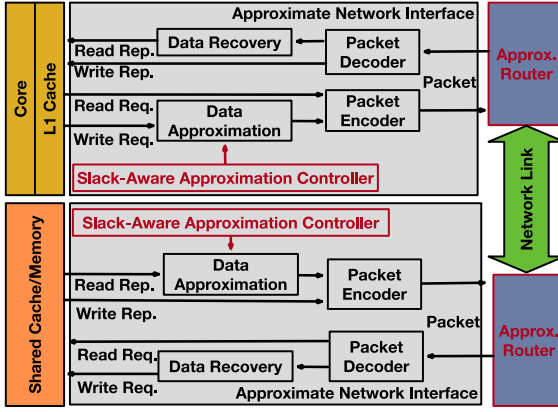 Approximate Network Interface
Core
L1 Cache
Read Rep.
Data Recovery
Packet
Decoder
Write Rep.
Packet
Approx.
Router
Read Req.
Data
Approximation
Packet
Encoder
Write Req.
Slack-Aware Approximation Controller
Network Link
Shared Cache/Memory
Slack-Aware Approximation Controller
Data
Approximation
Read Rep.
Packet
Encoder
Write Rep.
Packet
Approx.
Router
Packet
Decoder
Read Req.
Data Recovery
Write Req.
Approximate Network Interface